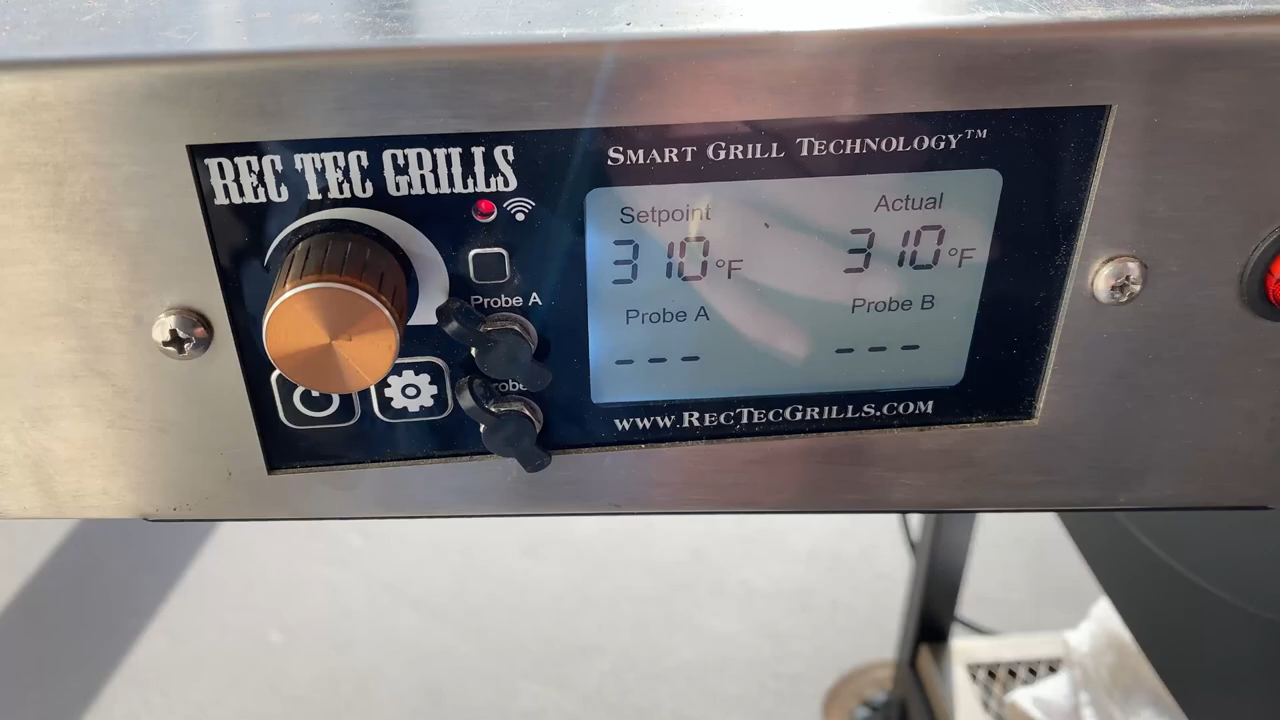 REC TEC GRILLS
SMART GRILL TECHNOLOGY™
Setpoint
Actual
310°F
310°F
Probe A
Probe A
Probe B
---
---
WWW.RECTECGRILLS.COM